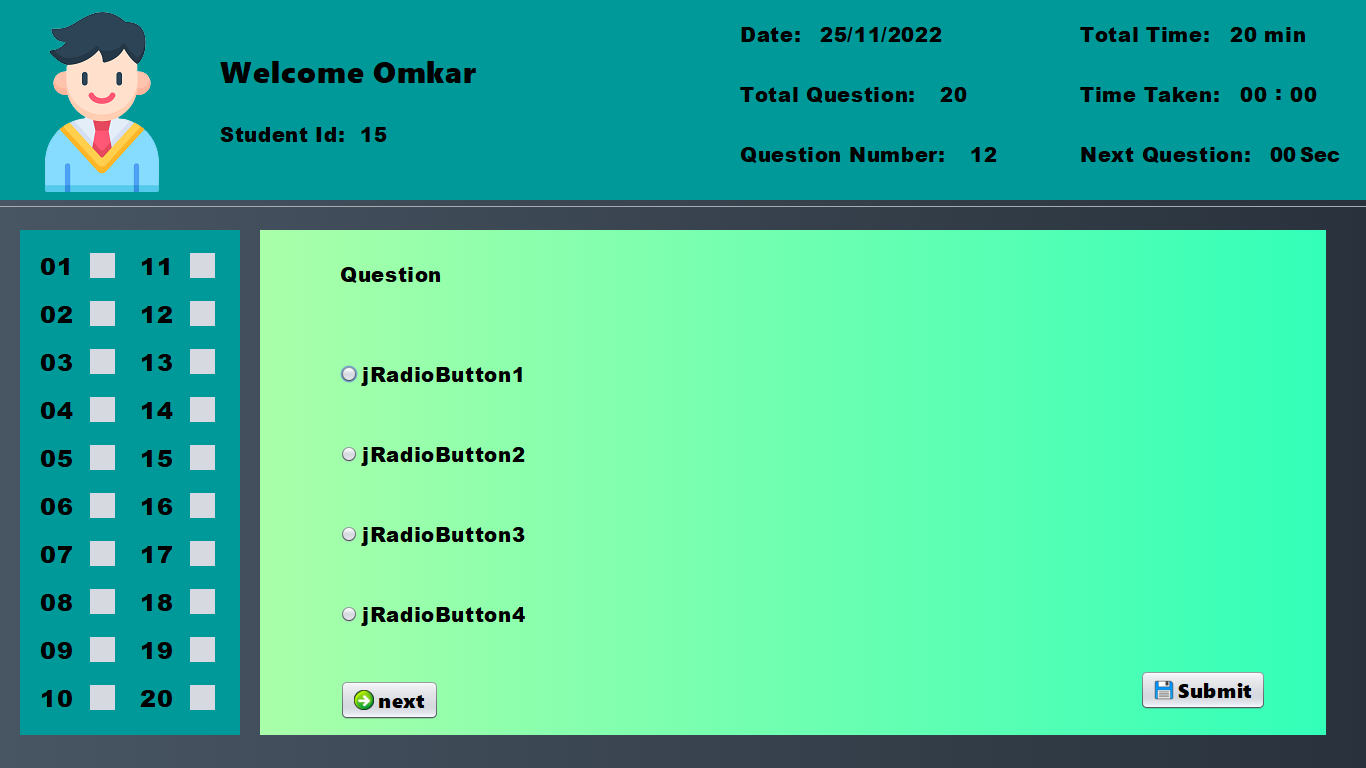 Welcome Omkar
Student Id: 15
Date: 25/11/2022
Total Question: 20
Question Number: 12
Total Time: 20 min
Time Taken: 00 : 00
Next Question: 00 Sec
01 11
02 12
03 13
04 14
05 15
06 16
07 17
08 18
09 19
10 20
Question
jRadioButton1
jRadioButton2
jRadioButton3
jRadioButton4
next
Submit